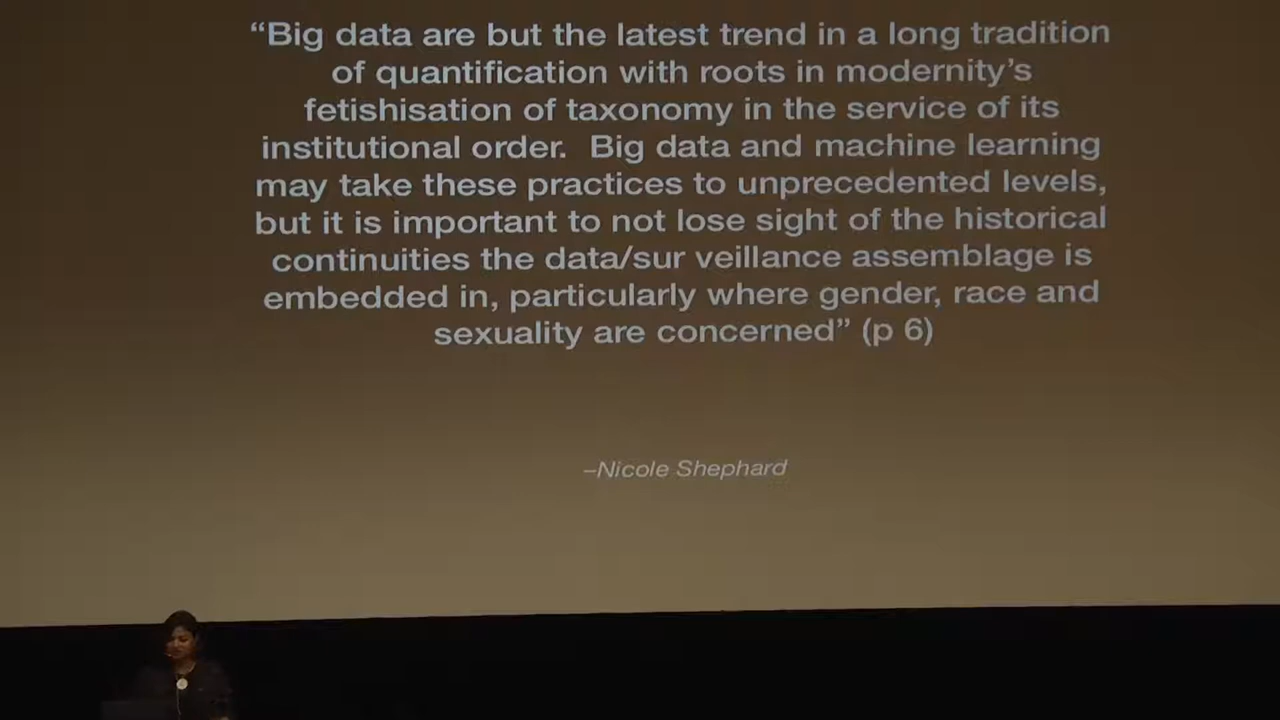 “Big data are but the latest trend in a long tradition
of quantification with roots in modernity’s
fetishisation of taxonomy in the service of its
institutional order.  Big data and machine learning
may take these practices to unprecedented levels,
but it is important to not lose sight of the historical
continuities the data/sur veillance assemblage is
embedded in, particularly where gender, race and
sexuality are concerned” (p 6)
–Nicole Shephard